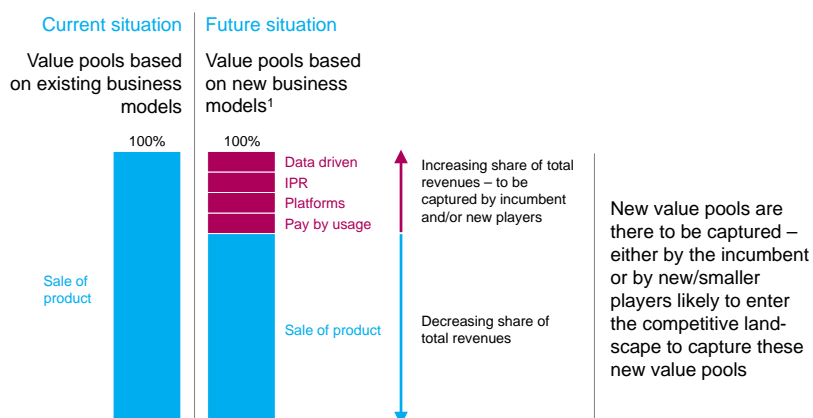 Current situation
Value pools based
on existing business
models
100%
Sale of
product
Future situation
Value pools based
on new business
models¹
100%
Data driven
IPR
Platforms
Pay by usage
Sale of product
Increasing share of total
revenues – to be
captured by incumbent
and/or new players
Decreasing share of
total revenues
New value pools are
there to be captured –
either by the incumbent
or by new/smaller
players likely to enter
the competitive land-
scape to capture these
new value pools